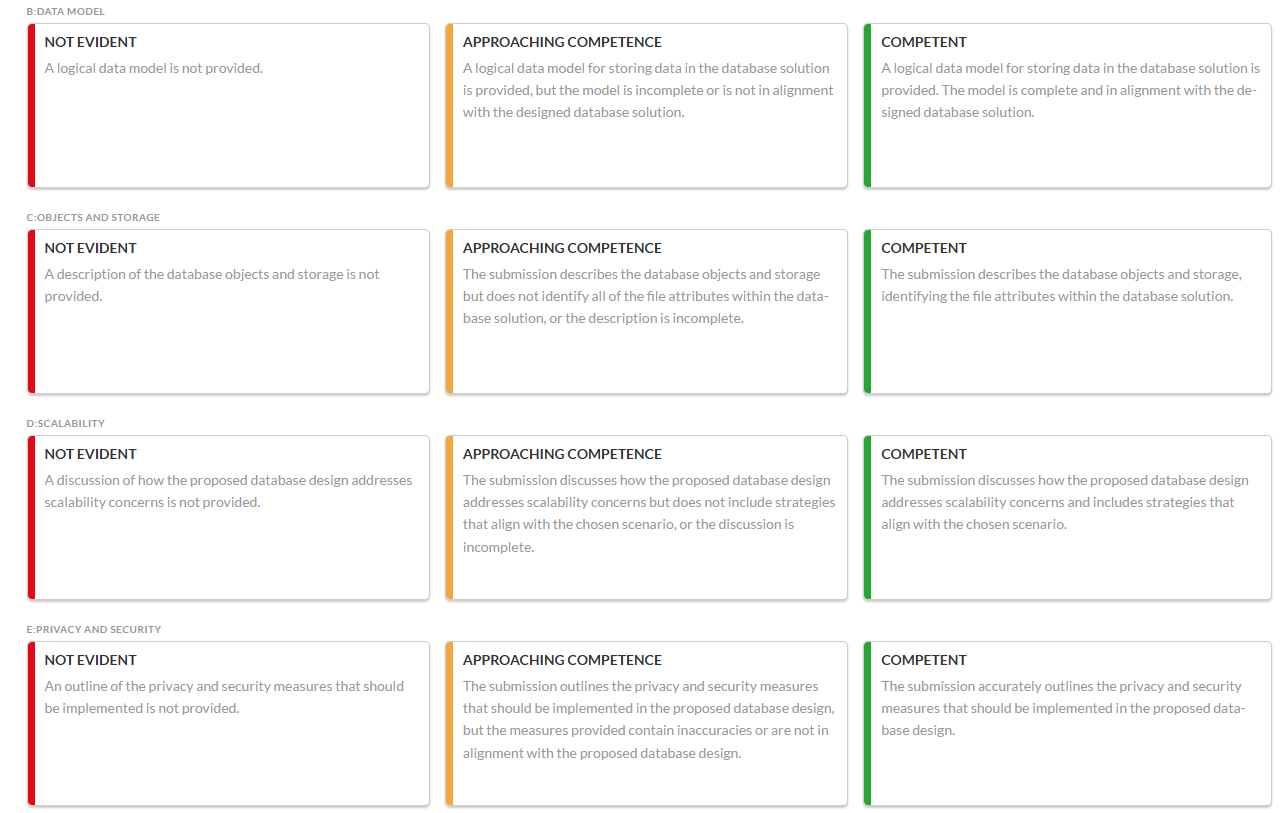 B:DATA MODEL
NOT EVIDENT
A logical data model is not provided.
APPROACHING COMPETENCE
A logical data model for storing data in the database solution
is provided, but the model is incomplete or is not in alignment
with the designed database solution.
COMPETENT
A logical data model for storing data in the database solution is
provided. The model is complete and in alignment with the de-
signed database solution.
C:OBJECTS AND STORAGE
NOT EVIDENT
A description of the database objects and storage is not
provided.
APPROACHING COMPETENCE
The submission describes the database objects and storage
but does not identify all of the file attributes within the data-
base solution, or the description is incomplete.
COMPETENT
The submission describes the database objects and storage,
identifying the file attributes within the database solution.
D:SCALABILITY
NOT EVIDENT
A discussion of how the proposed database design addresses
scalability concerns is not provided.
APPROACHING COMPETENCE
The submission discusses how the proposed database design
addresses scalability concerns but does not include strategies
that align with the chosen scenario, or the discussion is
incomplete.
COMPETENT
The submission discusses how the proposed database design
addresses scalability concerns and includes strategies that
align with the chosen scenario.
E:PRIVACY AND SECURITY
NOT EVIDENT
An outline of the privacy and security measures that should
be implemented is not provided.
APPROACHING COMPETENCE
The submission outlines the privacy and security measures
that should be implemented in the proposed database design,
but the measures provided contain inaccuracies or are not in
alignment with the proposed database design.
COMPETENT
The submission accurately outlines the privacy and security
measures that should be implemented in the proposed data-
base design.